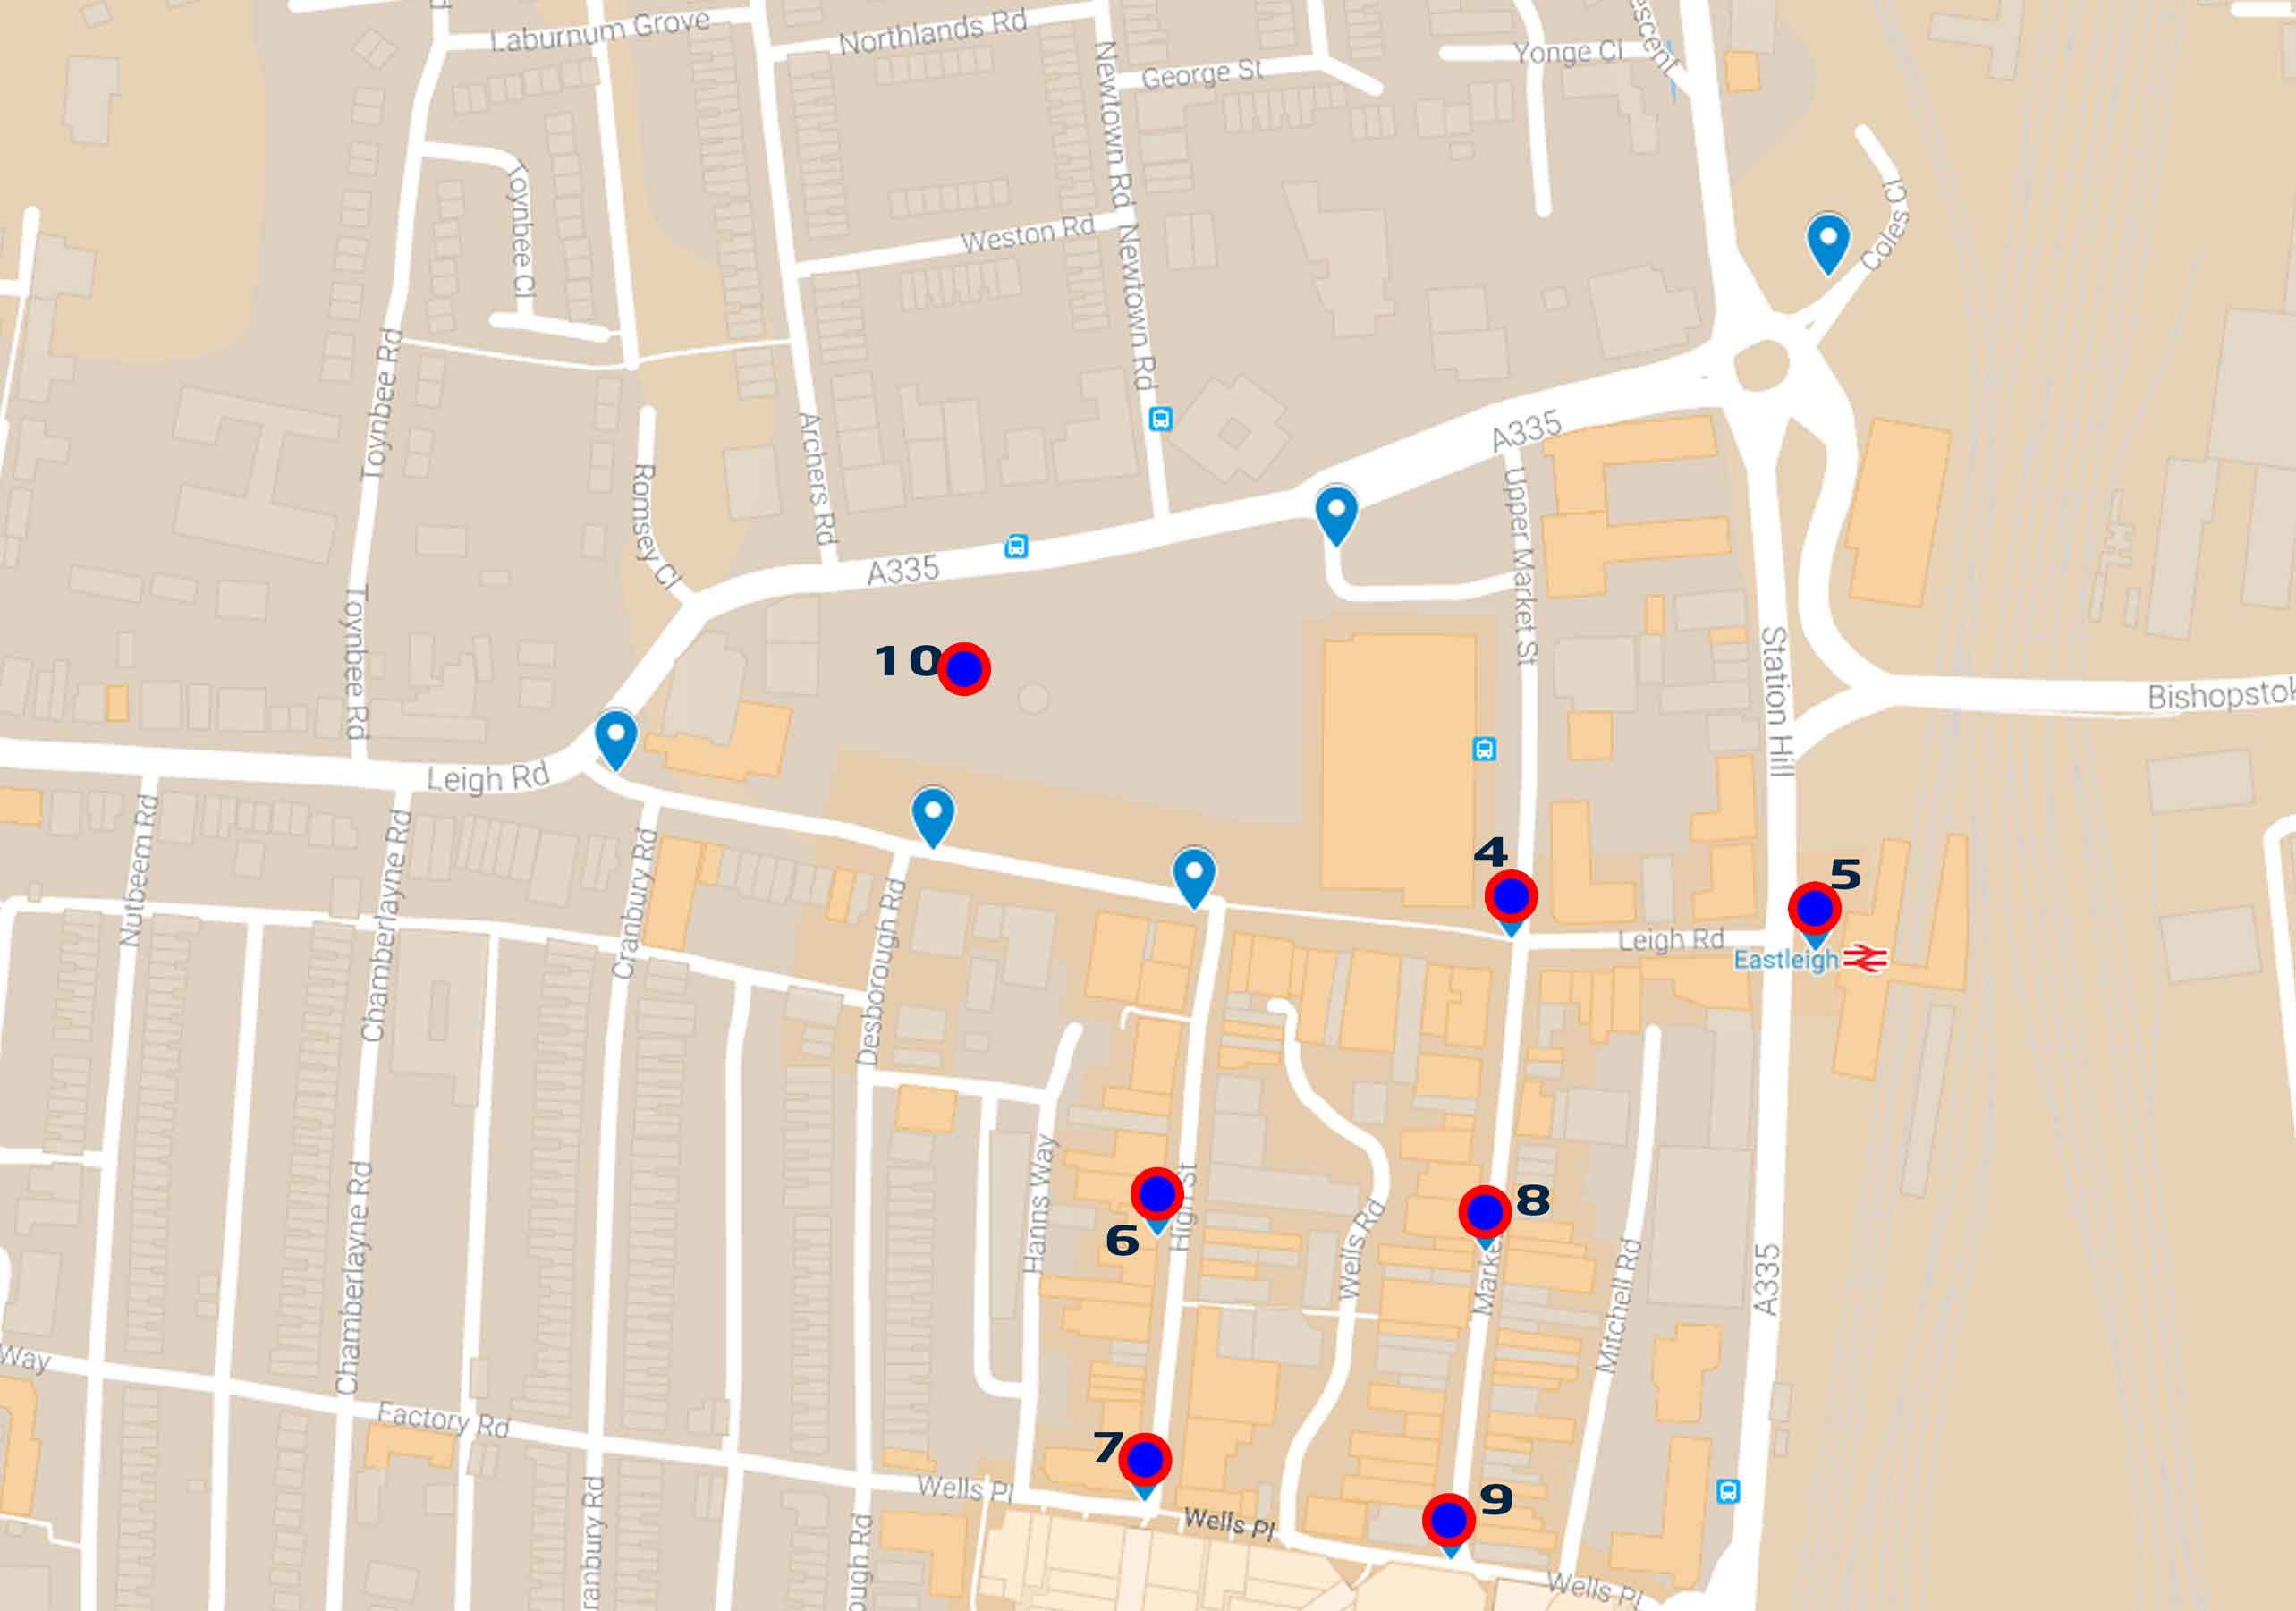 Laburnum Grove
Northlands Rd
George St
Yonge Cl
escent
Newtown Rd
Newtown Rd
Toynbee Cl
Weston Rd
Coles Cl
Toynbee Rd
Archers Rd
A335
Romsey Cl
A335
Upper Market St
Toynbee Rd
10
Station Hill
Bishopstok
Leigh Rd
Nutbeem Rd
Chamberlayne Rd
Cranbury Rd
Desborough Rd
4
5
Leigh Rd
Eastleigh
Hanns Way
High St
6
8
Wells Rd
Market
Mitchell Rd
A335
Chamberlayne Rd
Way
Factory Rd
7
Wells Pl
Wells Pl
9
Cranbury Rd
ough Rd
Wells Pl